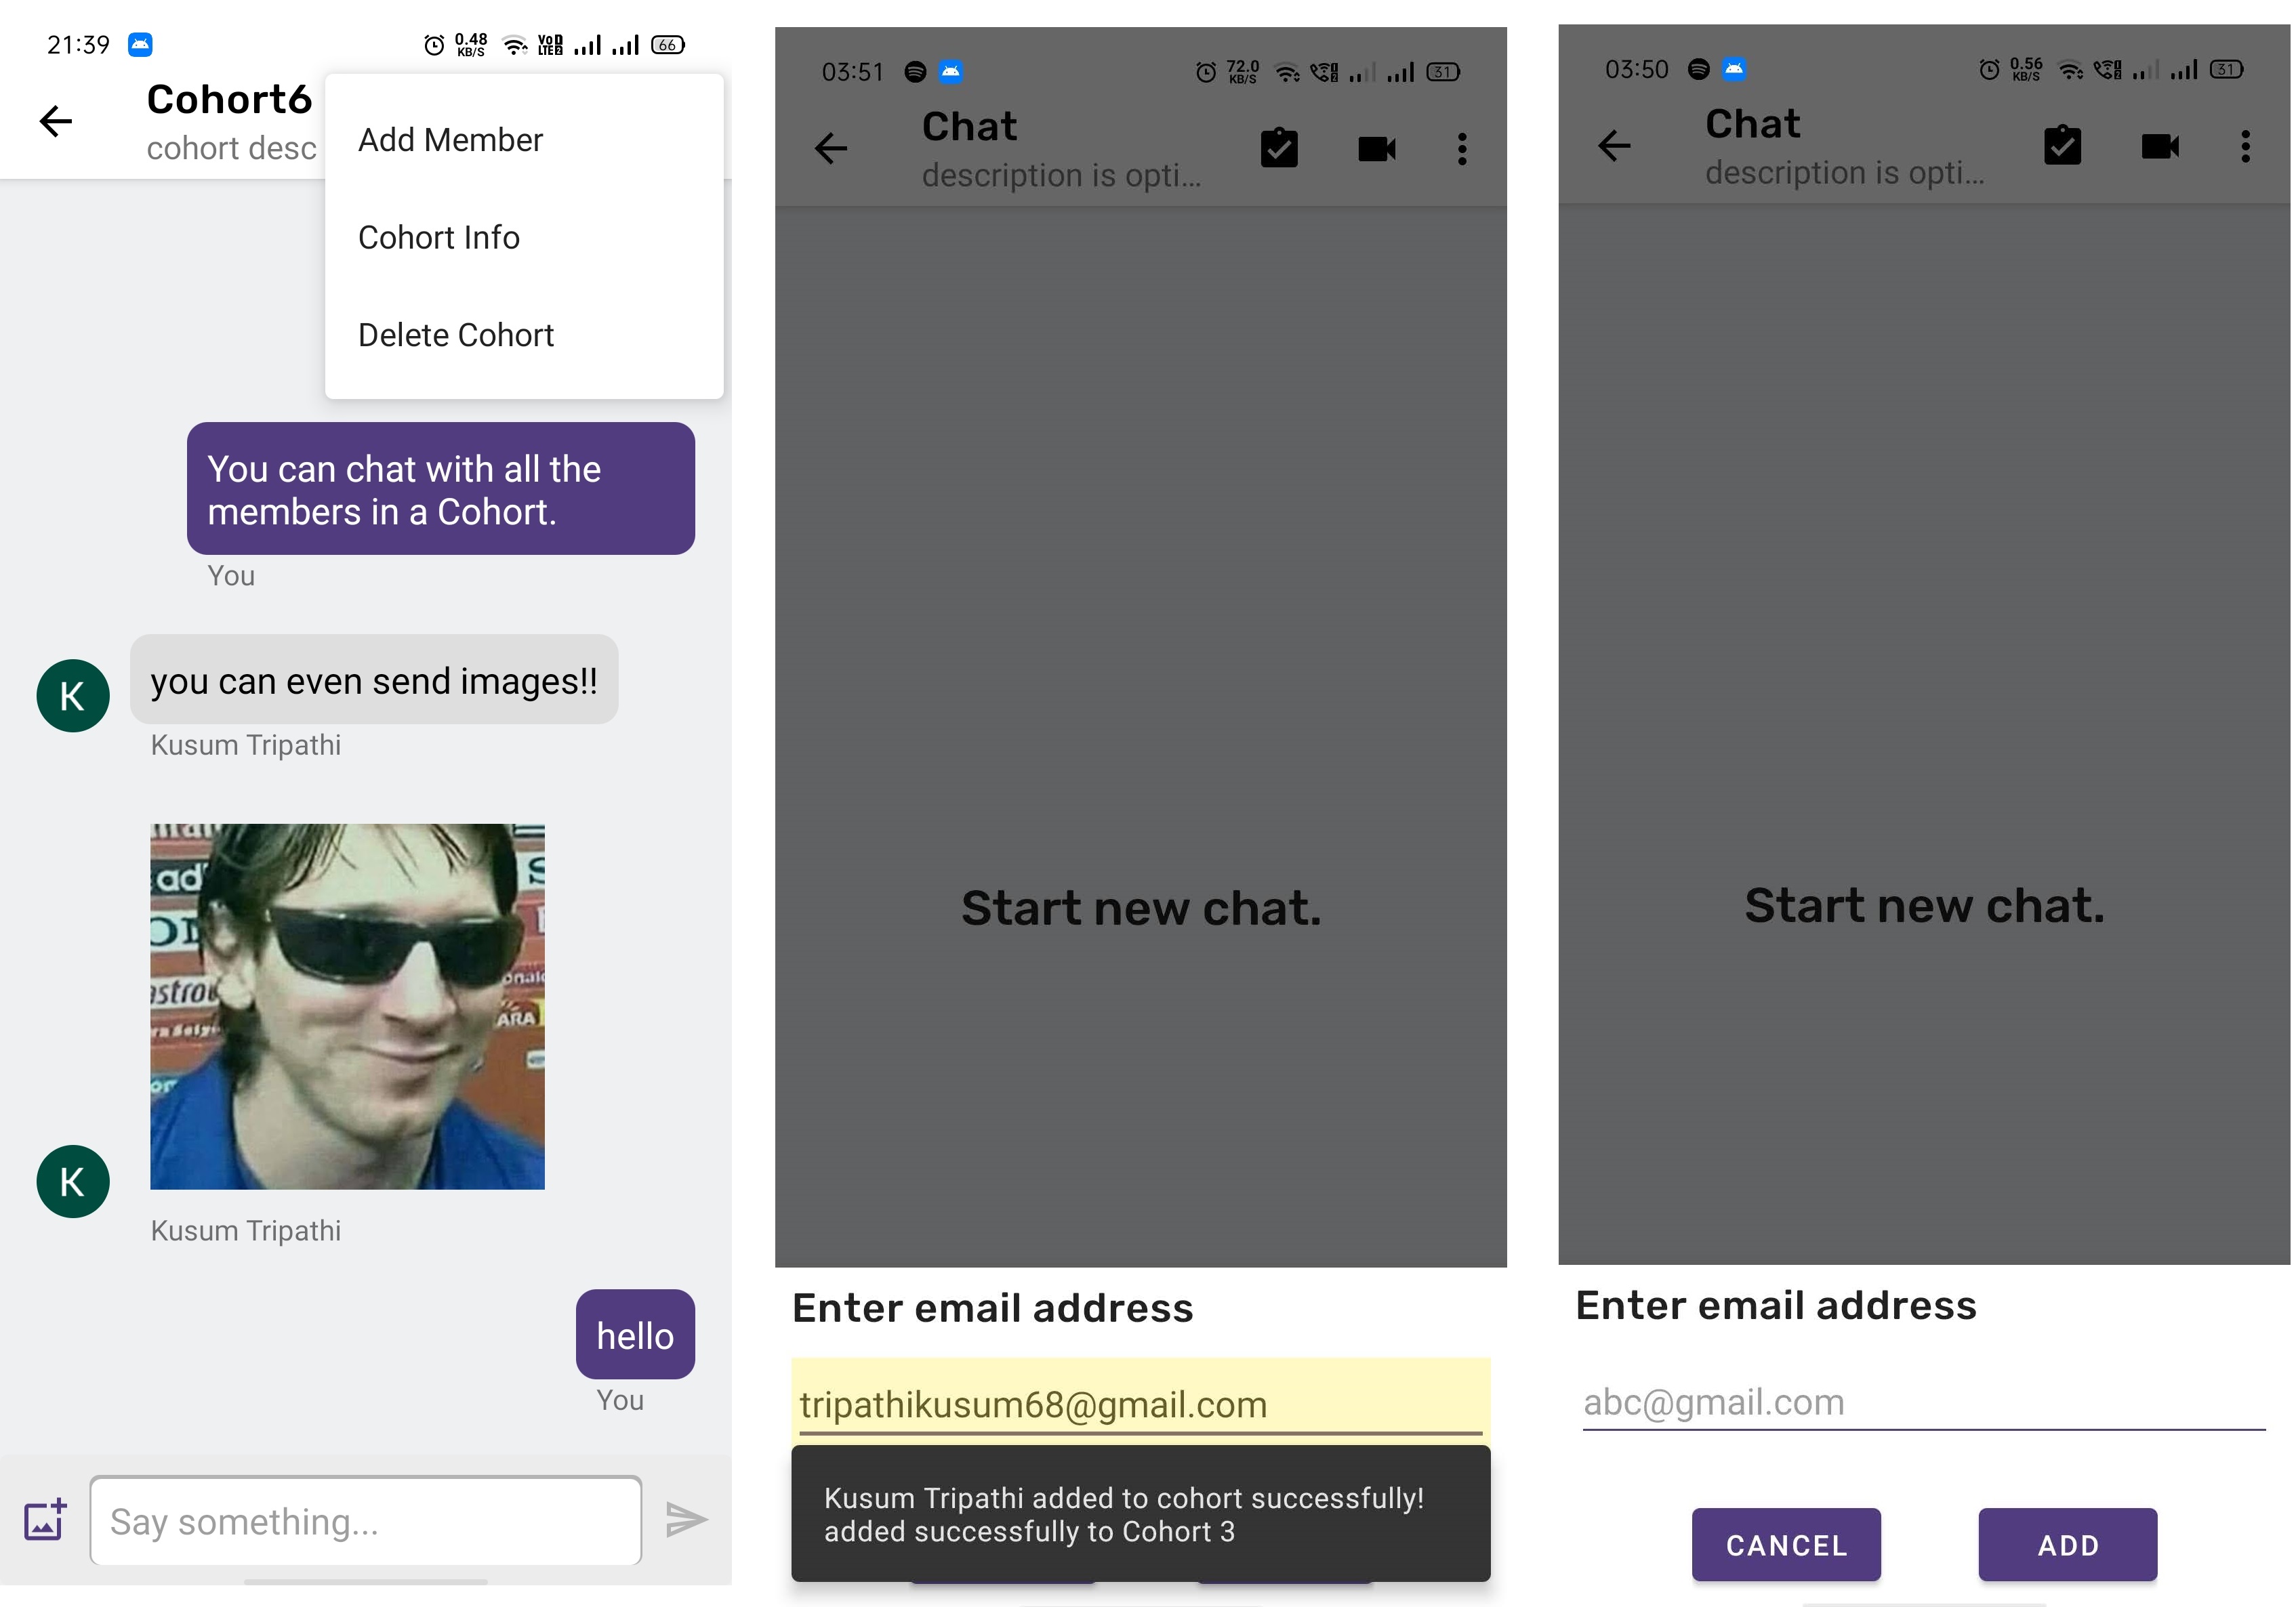 21:39
0.48
KB/S
Vo
LTE
66
Cohort6
cohort desc
Add Member
Cohort Info
Delete Cohort
You can chat with all the
members in a Cohort.
You
K
you can even send images!!
Kusum Tripathi
ad
ARA
K
Kusum Tripathi
hello
You
Say something...
03:51
72.0
KB/S
31
Chat
description is opti...
Start new chat.
Enter email address
tripathikusum68@gmail.com
Kusum Tripathi added to cohort successfully!
added successfully to Cohort 3
03:50
0.56
KB/S
31
Chat
description is opti...
Start new chat.
Enter email address
abc@gmail.com
CANCEL
ADD